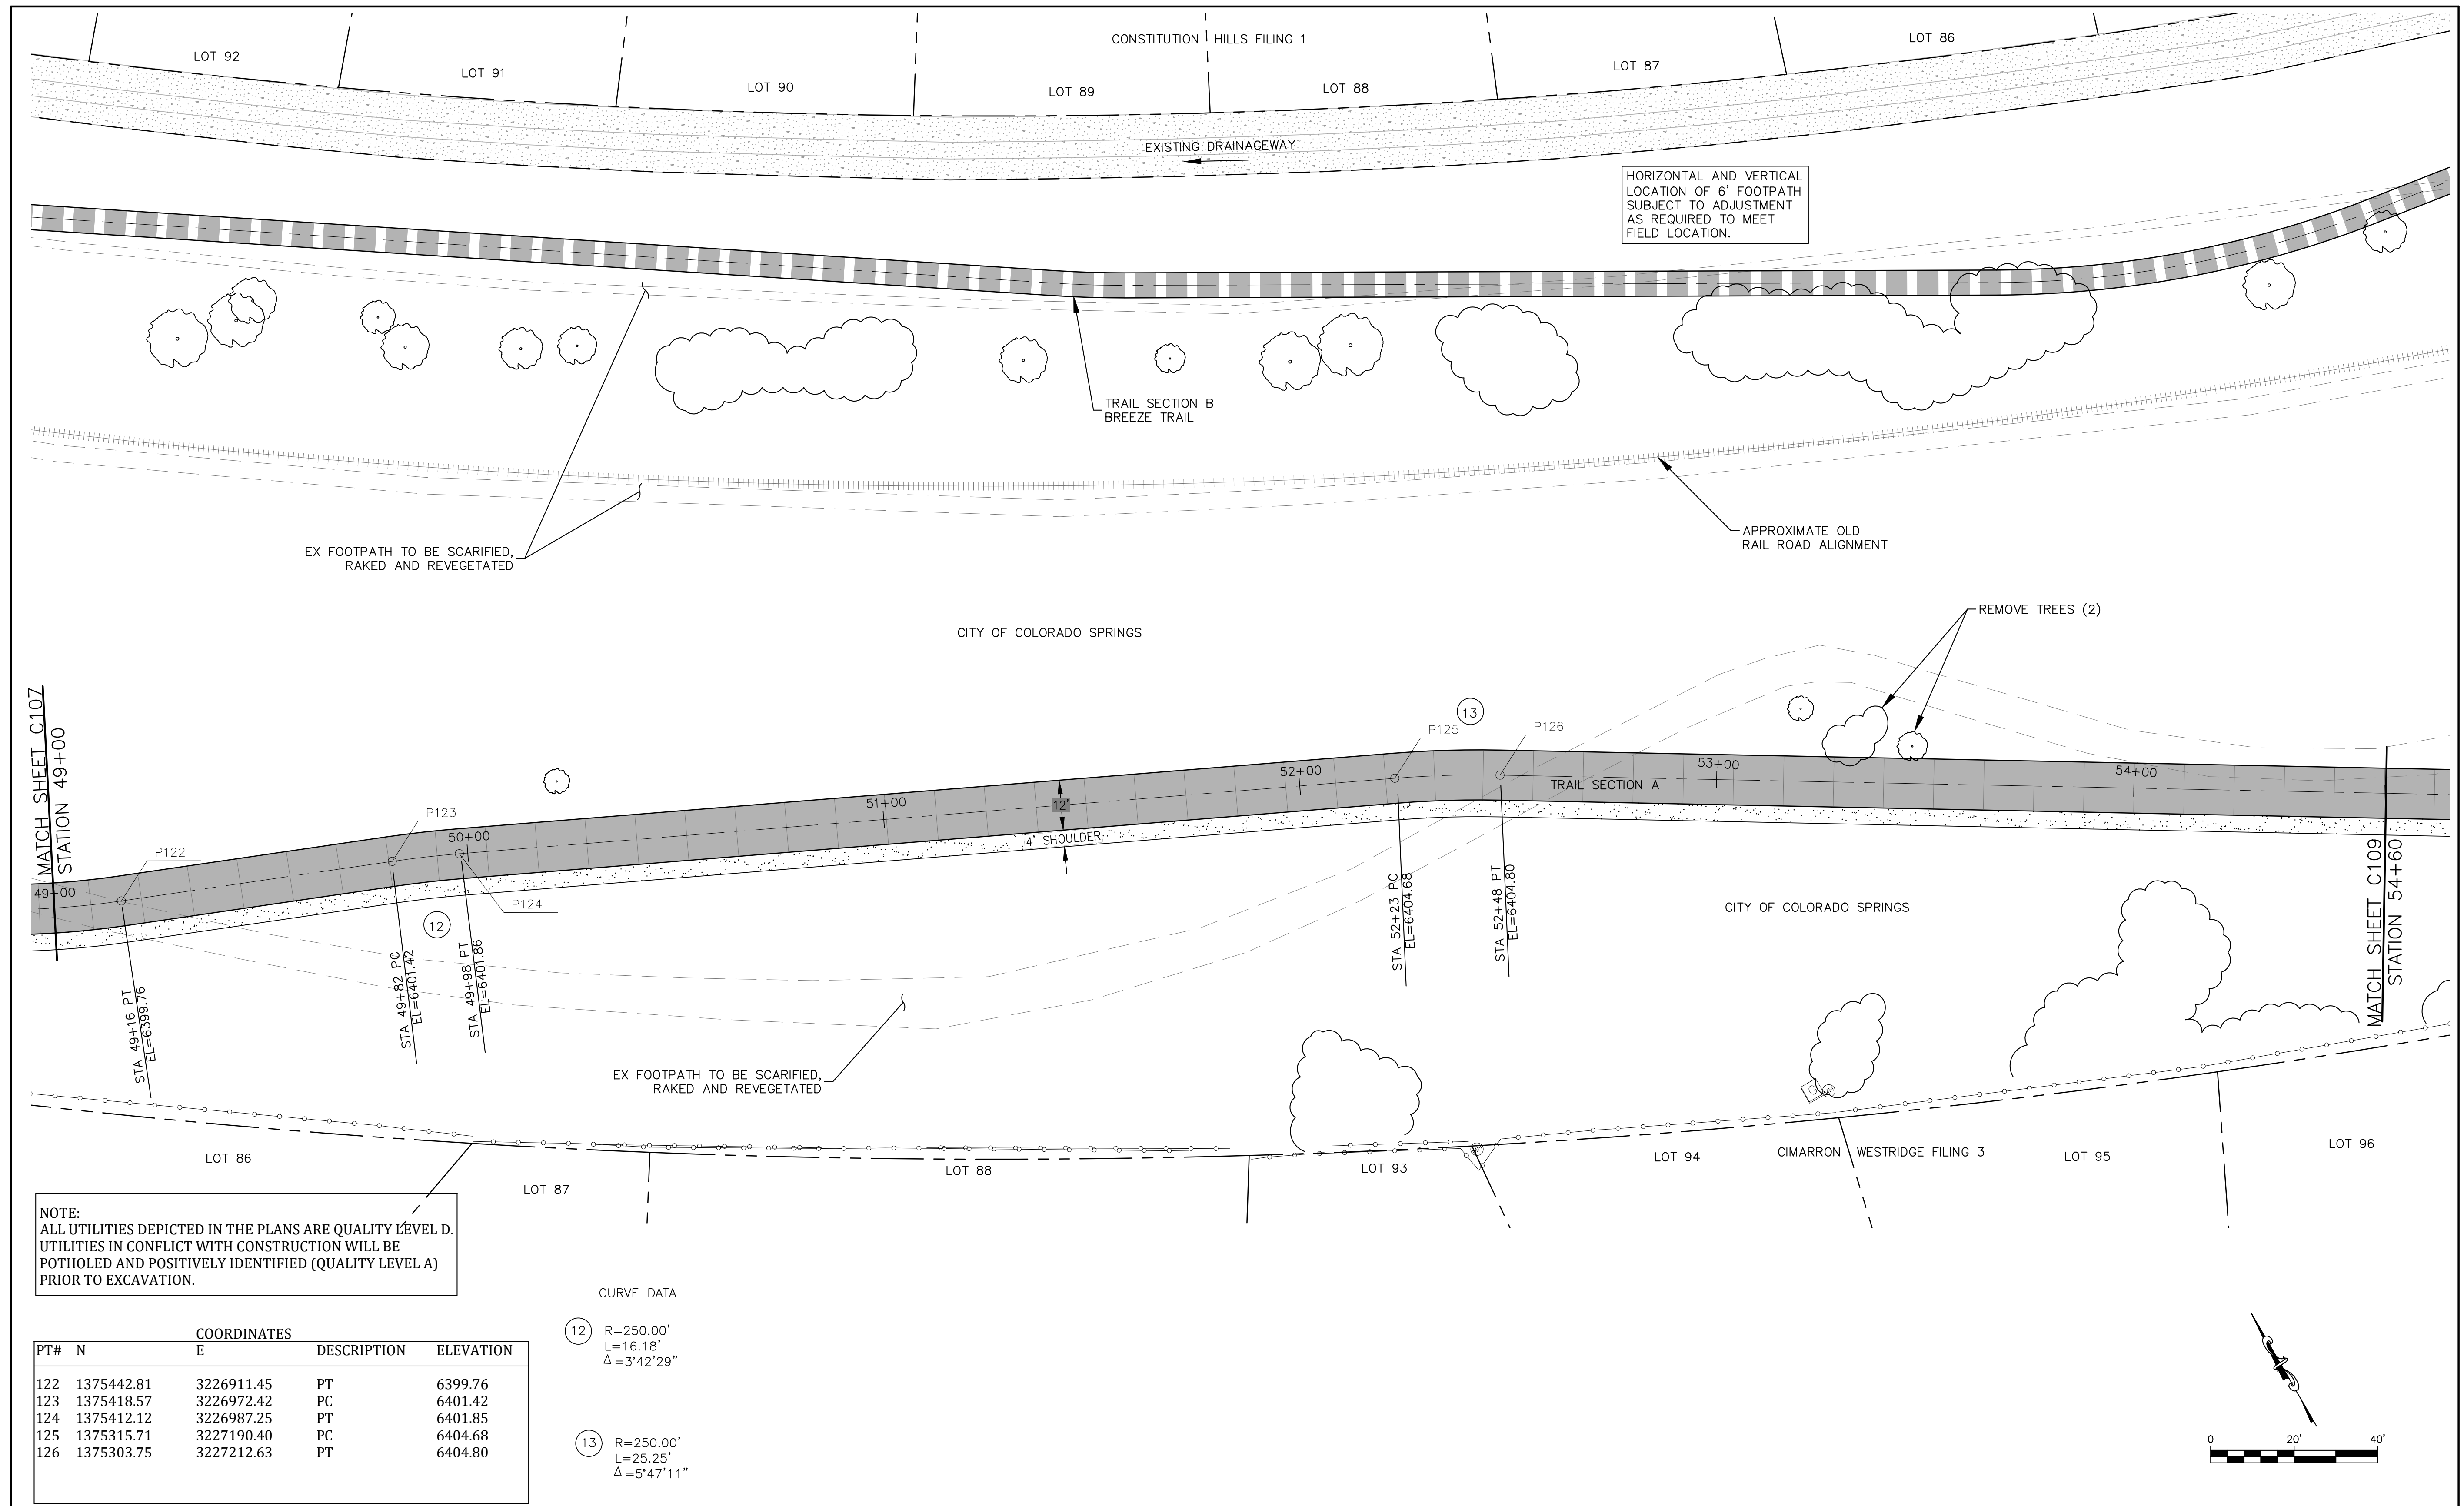 LOT 92
LOT 91
LOT 90
CONSTITUTION HILLS FILING 1
LOT 89
LOT 88
LOT 87
LOT 86
EXISTING DRAINAGEWAY
HORIZONTAL AND VERTICAL
LOCATION OF 6' FOOTPATH
SUBJECT TO ADJUSTMENT
AS REQUIRED TO MEET
FIELD LOCATION.
TRAIL SECTION B
BREEZE TRAIL
EX FOOTPATH TO BE SCARIFIED,
RAKED AND REVEGETATED
APPROXIMATE OLD
RAIL ROAD ALIGNMENT
CITY OF COLORADO SPRINGS
REMOVE TREES (2)
MATCH SHEET C107
STATION 49+00
49+00
P122
P123
50+00
P124
12
51+00
12'
4' SHOULDER
52+00
P125
13
P126
TRAIL SECTION A
53+00
54+00
STA 49+16 PT
EL=6399.76
STA 49+82 PC
EL=6401.42
STA 49+98 PT
EL=6401.86
STA 52+23 PC
EL=6404.68
STA 52+48 PT
EL=6404.80
CITY OF COLORADO SPRINGS
MATCH SHEET C109
STATION 54+60
EX FOOTPATH TO BE SCARIFIED,
RAKED AND REVEGETATED
G
MH
LOT 86
LOT 87
LOT 88
LOT 93
LOT 94
CIMARRON WESTRIDGE FILING 3
LOT 95
LOT 96
NOTE:
ALL UTILITIES DEPICTED IN THE PLANS ARE QUALITY LEVEL D.
UTILITIES IN CONFLICT WITH CONSTRUCTION WILL BE
POTHOLED AND POSITIVELY IDENTIFIED (QUALITY LEVEL A)
PRIOR TO EXCAVATION.
COORDINATES
PT# N E DESCRIPTION ELEVATION
122 1375442.81 3226911.45 PT 6399.76
123 1375418.57 3226972.42 PC 6401.42
124 1375412.12 3226987.25 PT 6401.85
125 1375315.71 3227190.40 PC 6404.68
126 1375303.75 3227212.63 PT 6404.80
CURVE DATA
12 R=250.00'
L=16.18'
Δ=3°42'29"
13 R=250.00'
L=25.25'
Δ=5°47'11"
0 20' 40'